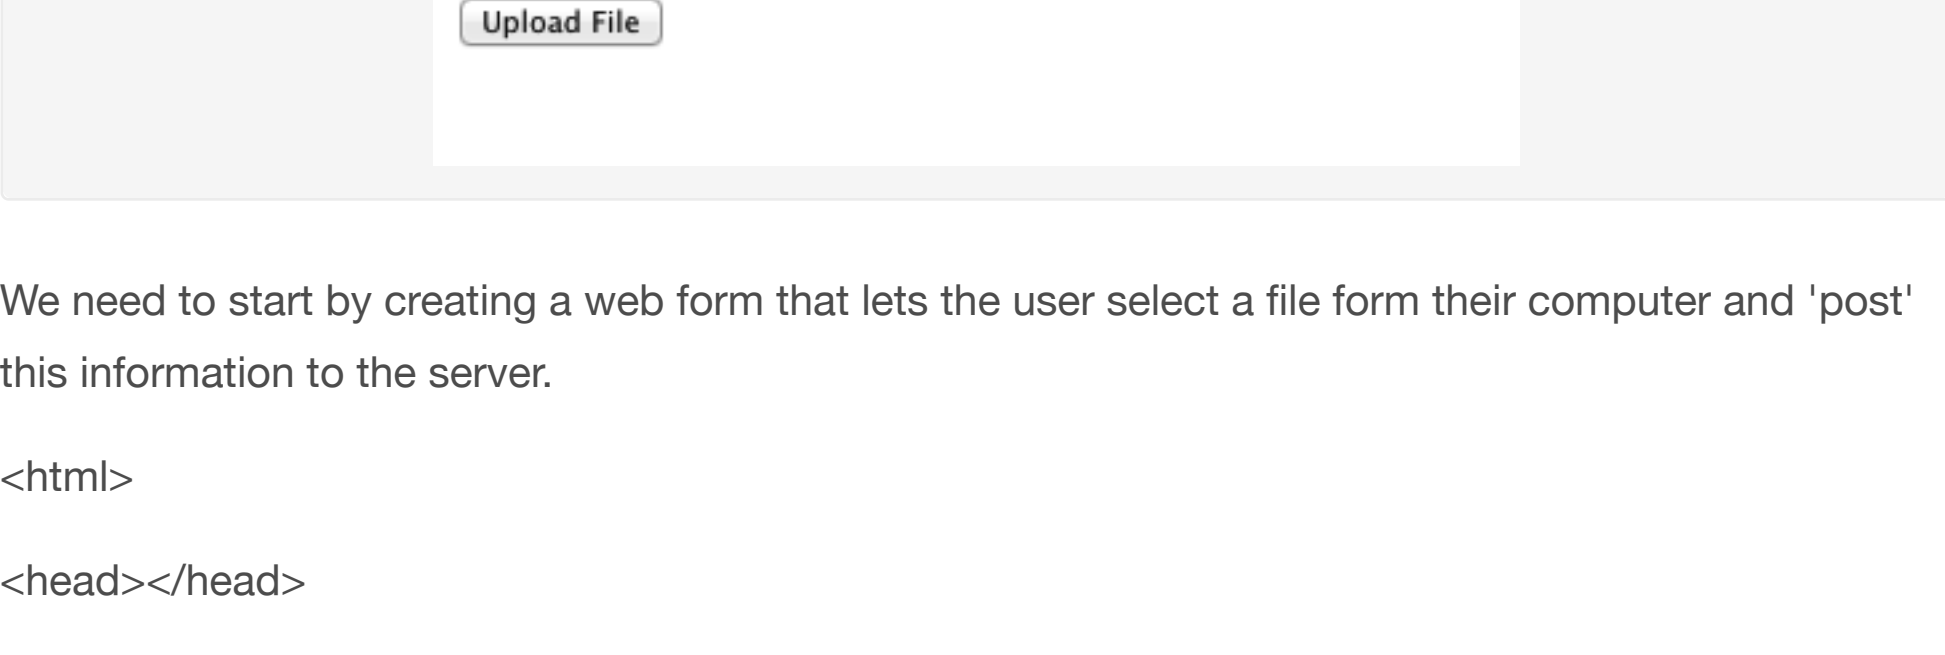 Upload File
We need to start by creating a web form that lets the user select a file form their computer and 'post'
this information to the server.
<html>
<head></head>